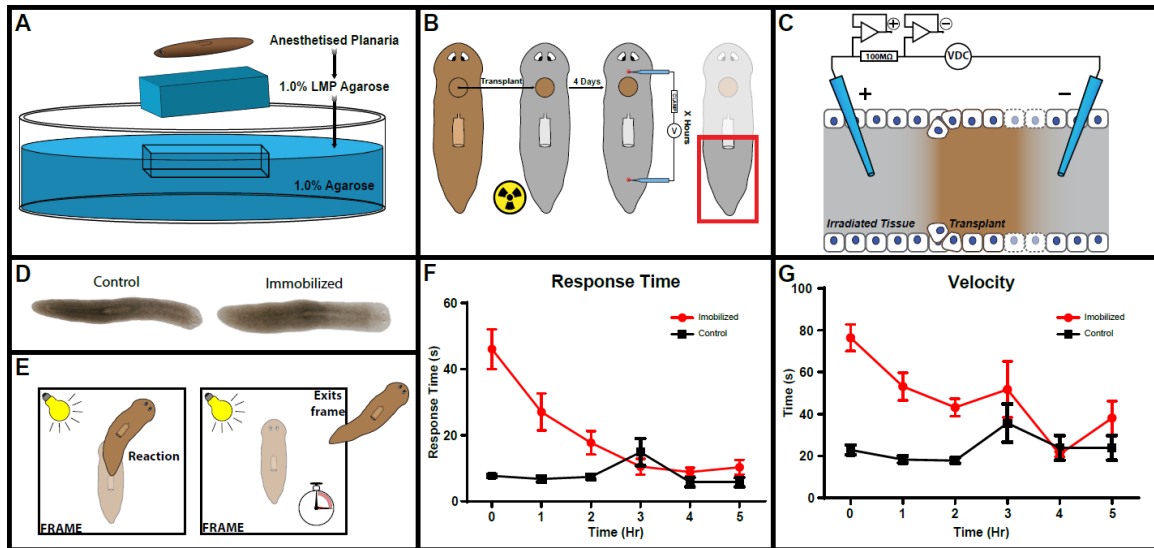 A
Anesthetised Planaria
1.0% LMP Agarose
1.0% Agarose
B
Transplant
4 Days
V
X Hours
C
+
−
100MΩ
VDC
+
−
Irradiated Tissue
Transplant
D
Control
Immobilized
E
Reaction
FRAME
Exits
frame
FRAME
F
Response Time
Imobilized
Control
Response Time (s)
60
40
20
0
0 1 2 3 4 5
Time (Hr)
G
Velocity
Imobilized
Control
Time (s)
100
80
60
40
20
0
0 1 2 3 4 5
Time (Hr)